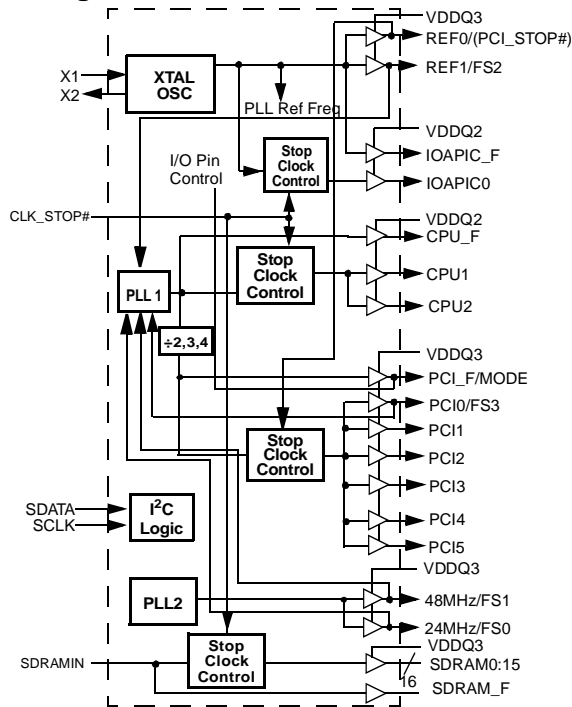 VDDQ3
REF0/(PCI_STOP#)
X1
X2
XTAL
OSC
REF1/FS2
PLL Ref Freq
VDDQ2
I/O Pin
Control
Stop
Clock
Control
IOAPIC_F
IOAPIC0
CLK_STOP#
VDDQ2
CPU_F
PLL 1
Stop
Clock
Control
CPU1
CPU2
÷2,3,4
VDDQ3
PCI_F/MODE
PCI0/FS3
Stop
Clock
Control
PCI1
PCI2
PCI3
SDATA
SCLK
I²C
Logic
PCI4
PCI5
VDDQ3
PLL2
48MHz/FS1
24MHz/FS0
VDDQ3
SDRAMIN
Stop
Clock
Control
SDRAM0:15
16
SDRAM_F